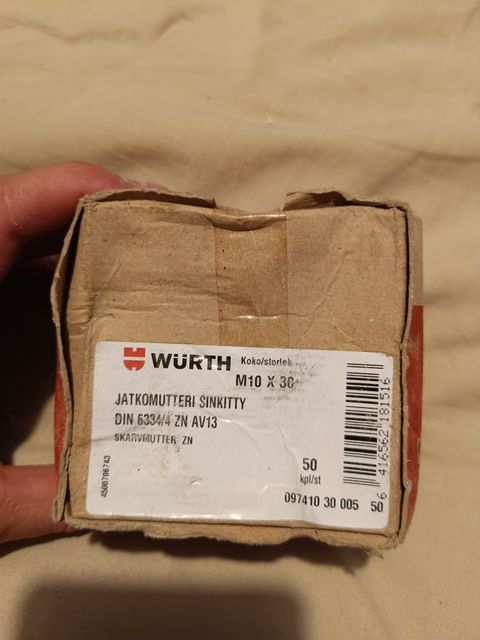 WÜRTH
Koko/storlek
M10 X 30
JATKOMUTTERI SINKITTY
DIN 6334/4 ZN AV13
SKARVMUTTER ZN
50
kpl/st
097410 30 005 50
4500706743
6 416562 181516